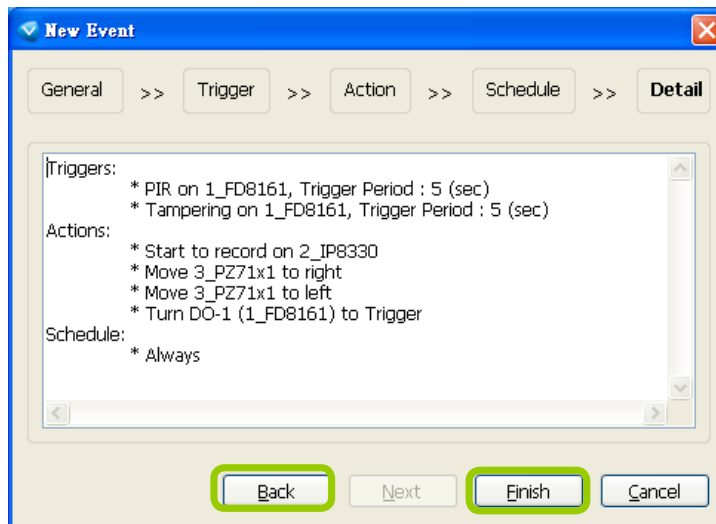 New Event
General >> Trigger >> Action >> Schedule >> Detail
Triggers:
* PIR on 1_FD8161, Trigger Period : 5 (sec)
* Tampering on 1_FD8161, Trigger Period : 5 (sec)
Actions:
* Start to record on 2_IP8330
* Move 3_PZ71x1 to right
* Move 3_PZ71x1 to left
* Turn DO-1 (1_FD8161) to Trigger
Schedule:
* Always
Back Next Finish Cancel